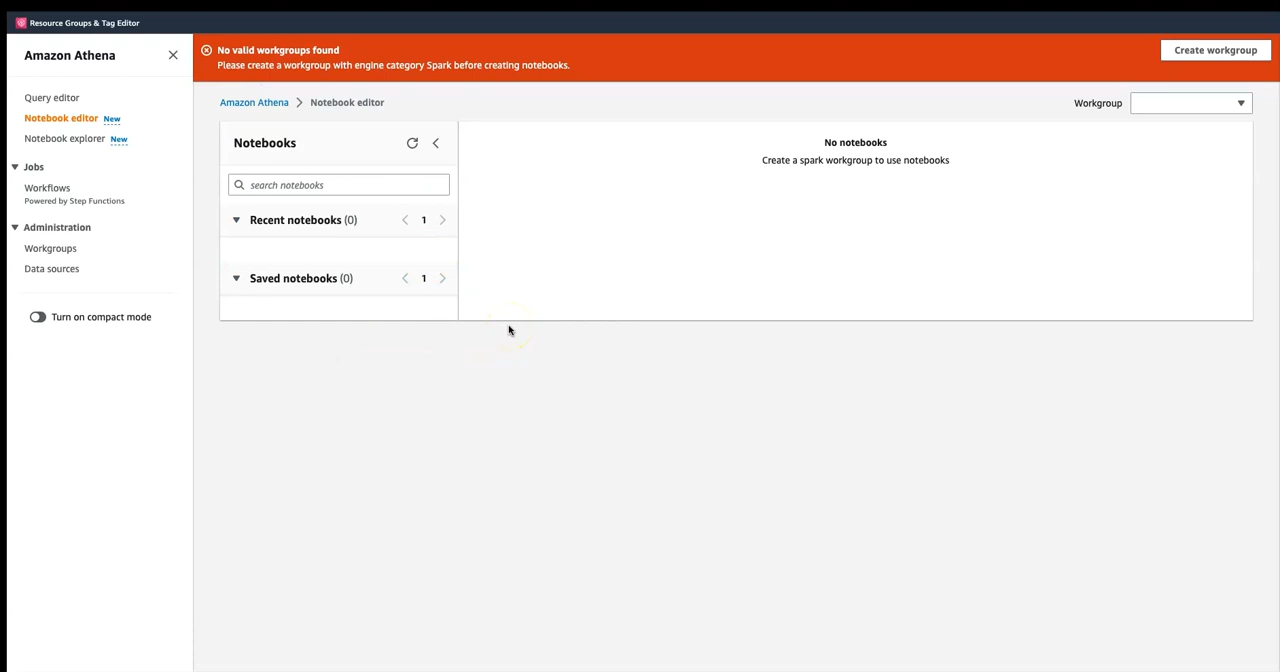 Resource Groups & Tag Editor
Amazon Athena
Query editor
Notebook editor New
Notebook explorer New
Jobs
Workflows
Powered by Step Functions
Administration
Workgroups
Data sources
Turn on compact mode
No valid workgroups found
Please create a workgroup with engine category Spark before creating notebooks.
Create workgroup
Amazon Athena > Notebook editor
Workgroup
Notebooks
search notebooks
Recent notebooks (0)
1
Saved notebooks (0)
1
No notebooks
Create a spark workgroup to use notebooks